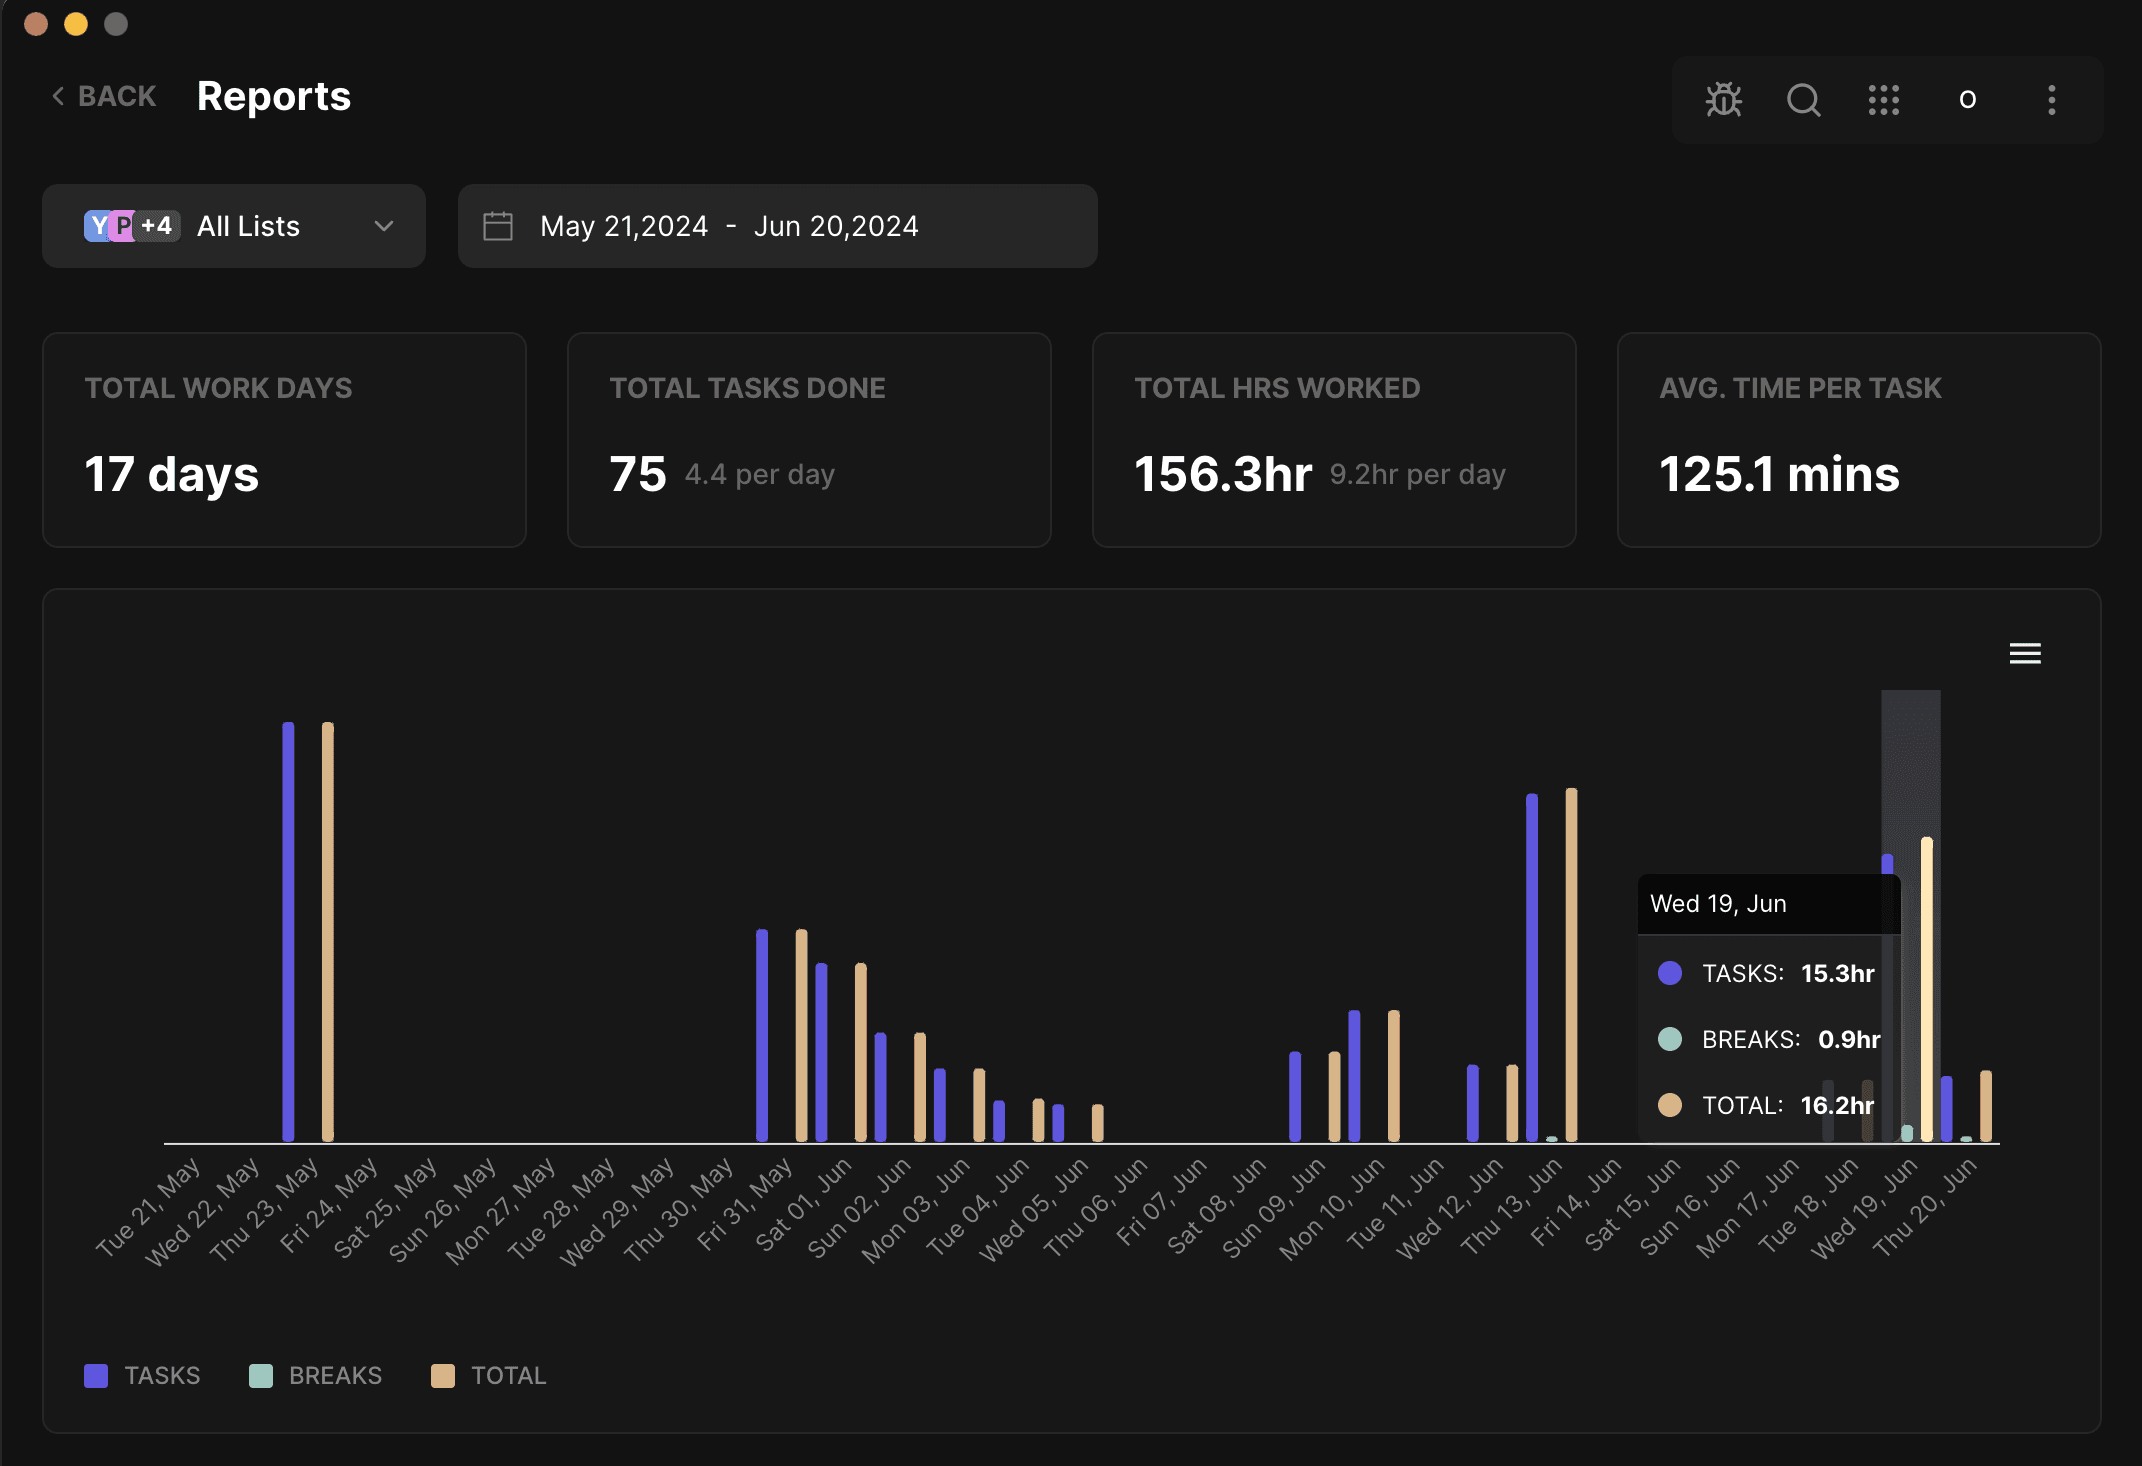 BACK Reports O
Y P +4 All Lists May 21,2024 - Jun 20,2024
TOTAL WORK DAYS
17 days
TOTAL TASKS DONE
75 4.4 per day
TOTAL HRS WORKED
156.3hr 9.2hr per day
AVG. TIME PER TASK
125.1 mins
Wed 19, Jun
TASKS: 15.3hr
BREAKS: 0.9hr
TOTAL: 16.2hr
Tue 21, May
Wed 22, May
Thu 23, May
Fri 24, May
Sat 25, May
Sun 26, May
Mon 27, May
Tue 28, May
Wed 29, May
Thu 30, May
Fri 31, May
Sat 01, Jun
Sun 02, Jun
Mon 03, Jun
Tue 04, Jun
Wed 05, Jun
Thu 06, Jun
Fri 07, Jun
Sat 08, Jun
Sun 09, Jun
Mon 10, Jun
Tue 11, Jun
Wed 12, Jun
Thu 13, Jun
Fri 14, Jun
Sat 15, Jun
Sun 16, Jun
Mon 17, Jun
Tue 18, Jun
Wed 19, Jun
Thu 20, Jun
TASKS BREAKS TOTAL